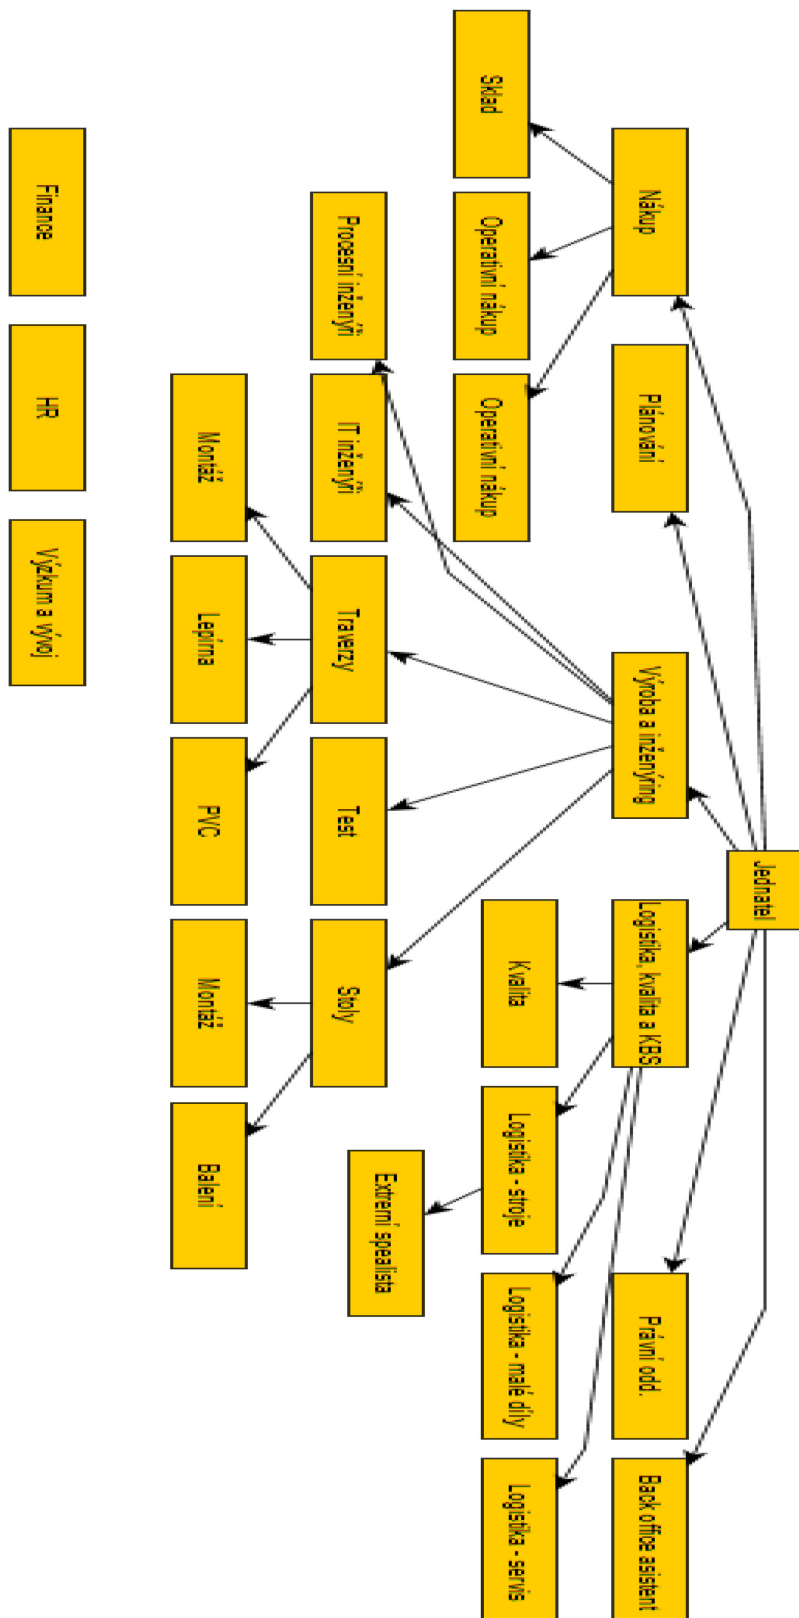 Jednatel
Nákup
Plánování
Výroba a inženýring
Logistika, kvalita a KBS
Právní odd.
Back office asistent
Sklad
Operativní nákup
Operativní nákup
Kvalita
Logistika - stroje
Logistika - malé díly
Logistika - servis
Procesní inženýři
IT inženýři
Traverzy
Test
Stoly
Extrerní spealista
Montáž
Lepírna
PVC
Montáž
Balení
Finance
HR
Výzkum a vývoj